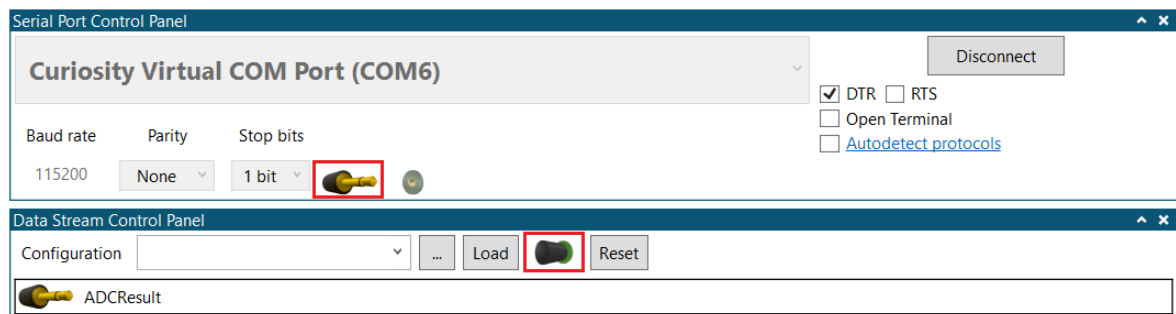 Serial Port Control Panel
Curiosity Virtual COM Port (COM6)
Disconnect
DTR RTS
Open Terminal
Autodetect protocols
Baud rate Parity Stop bits
115200 None 1 bit
Data Stream Control Panel
Configuration ... Load Reset
ADCResult